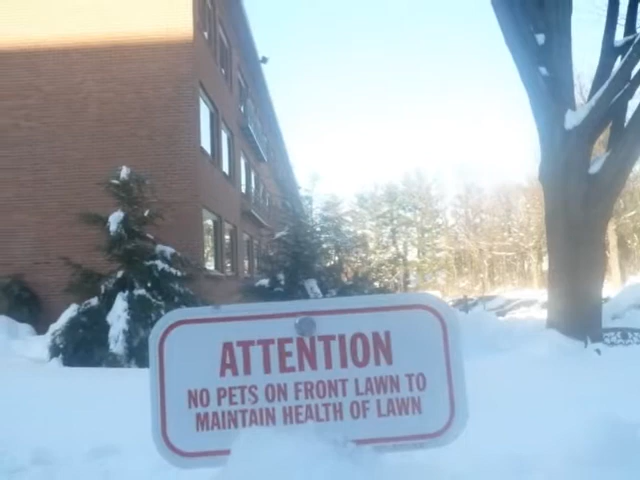 ATTENTION
NO PETS ON FRONT LAWN TO
MAINTAIN HEALTH OF LAWN